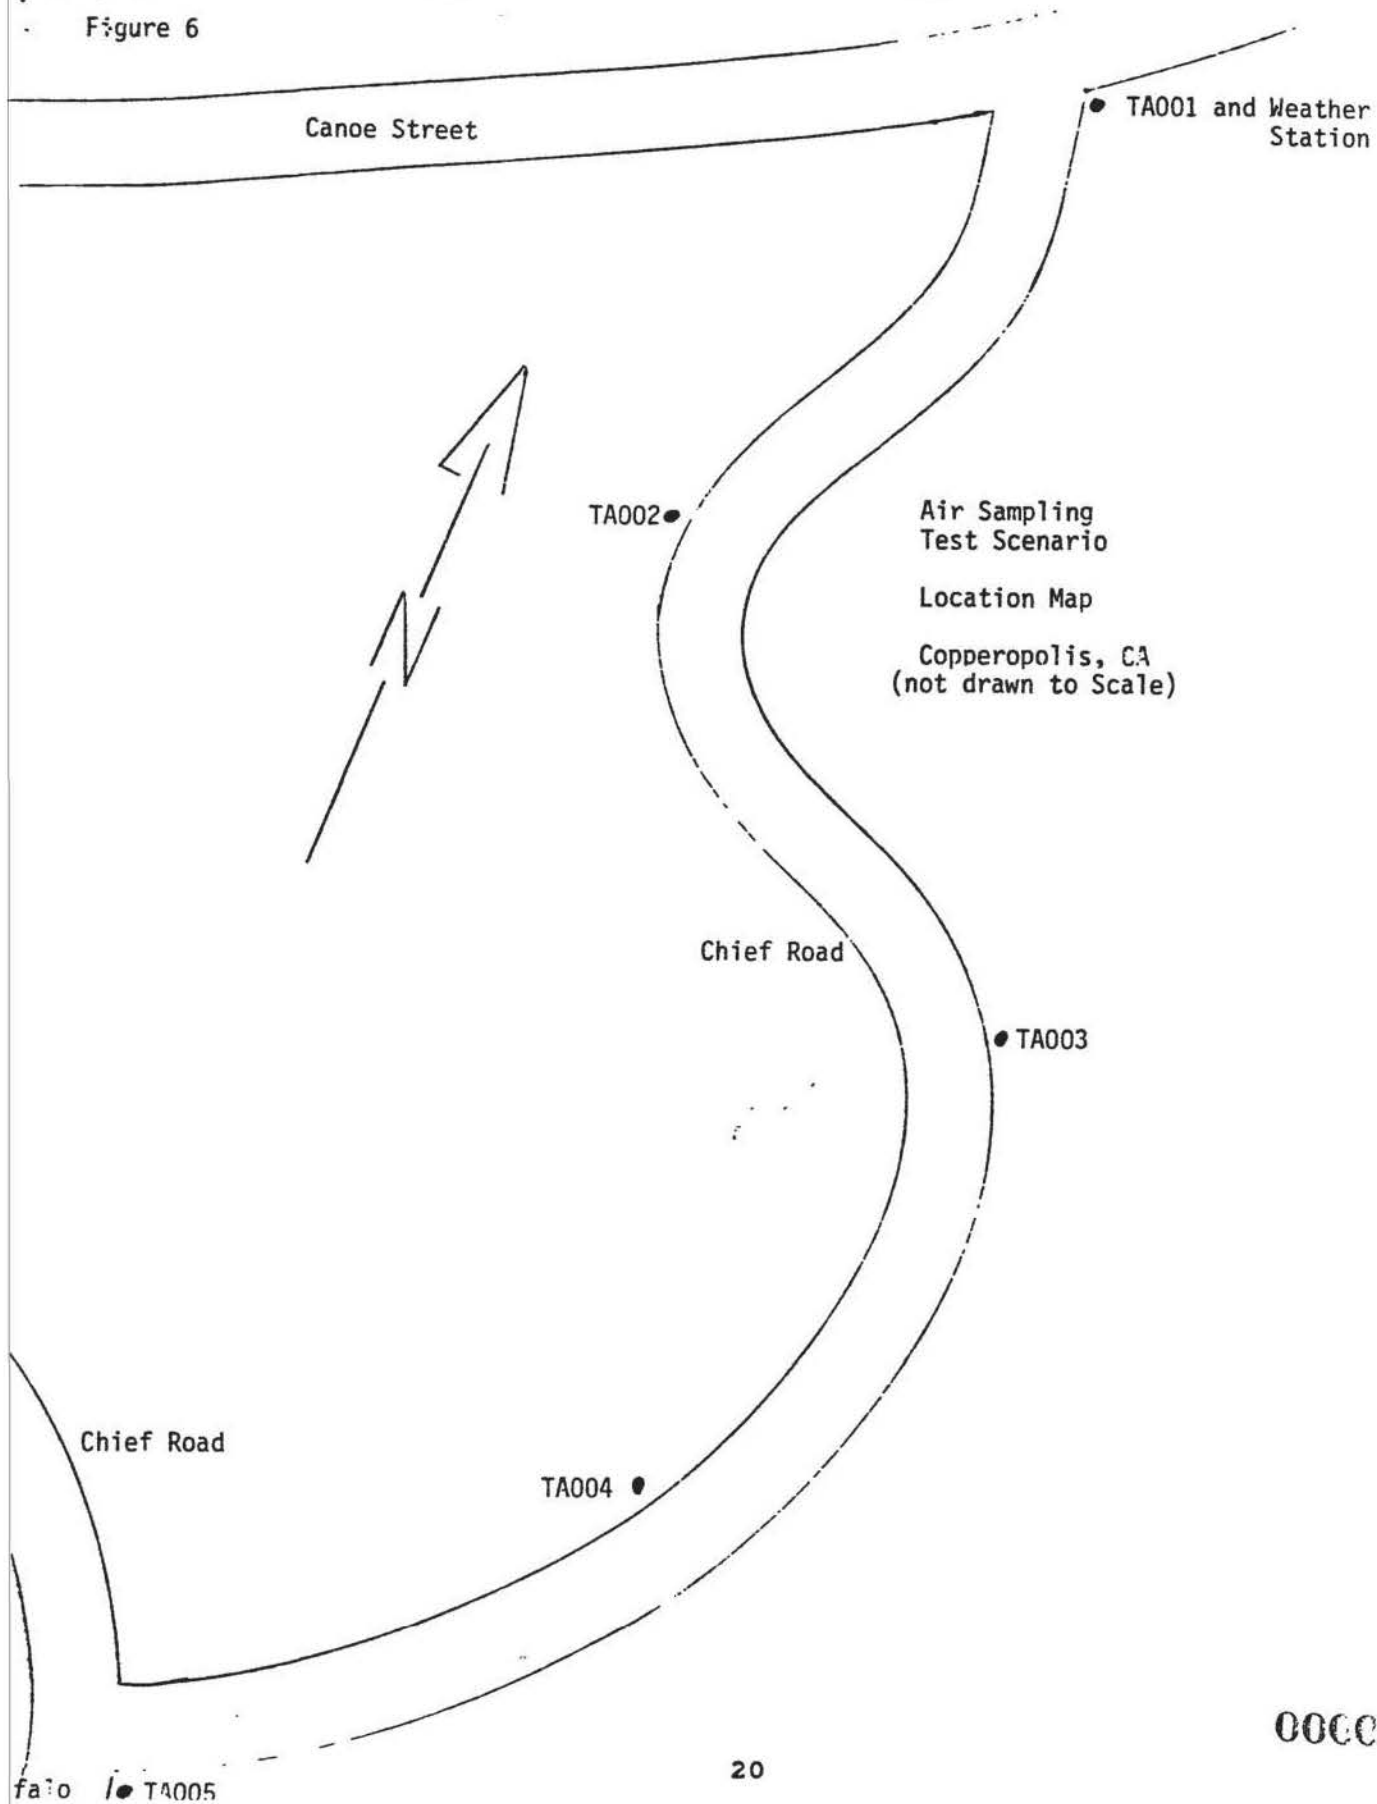 Figure 6
Canoe Street
TA001 and Weather
Station
N
TA002
Air Sampling
Test Scenario
Location Map
Copperopolis, CA
(not drawn to Scale)
Chief Road
TA003
Chief Road
TA004
20
TA005